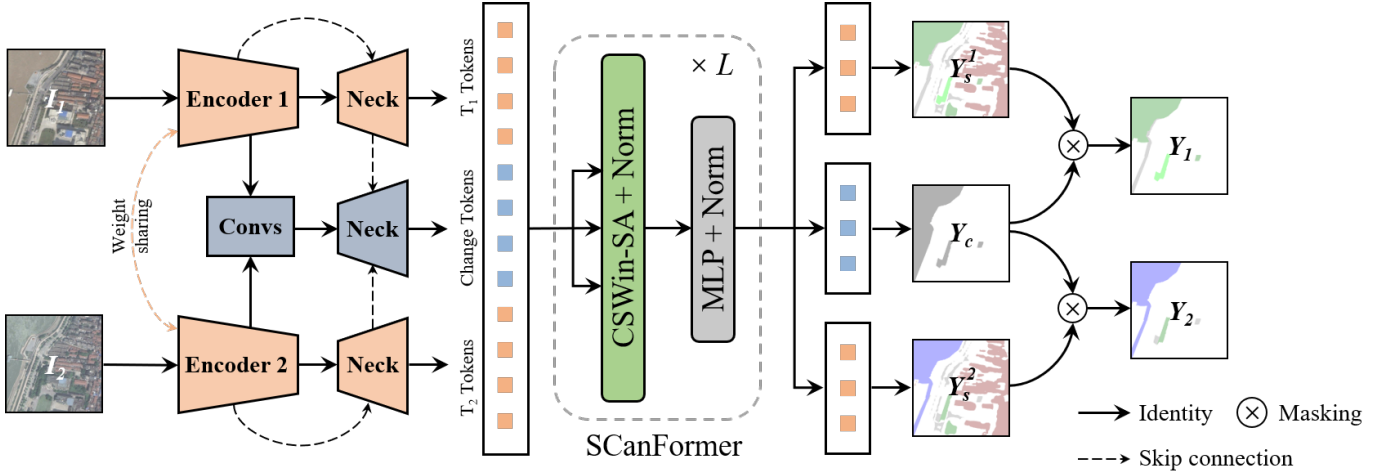 I₁
Encoder 1
Neck
T₁ Tokens
Weight
sharing
Convs
Neck
Change Tokens
I₂
Encoder 2
Neck
T₂ Tokens
CSWin-SA + Norm
MLP + Norm
× L
SCanFormer
Yₛ¹
Y_c
Yₛ²
Y₁
Y₂
Identity
Masking
Skip connection